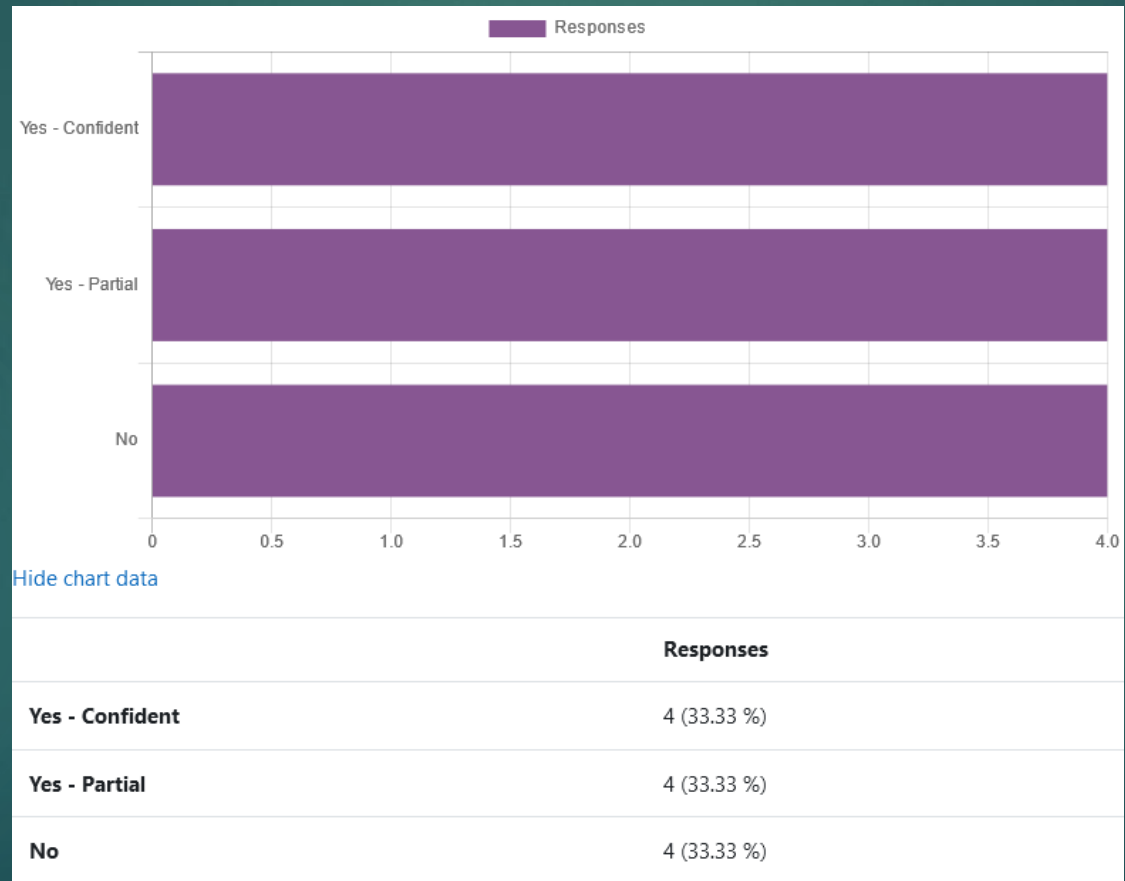 Responses
Yes - Confident
Yes - Partial
No
0 0.5 1.0 1.5 2.0 2.5 3.0 3.5 4.0
Hide chart data
Responses
Yes - Confident 4 (33.33 %)
Yes - Partial 4 (33.33 %)
No 4 (33.33 %)